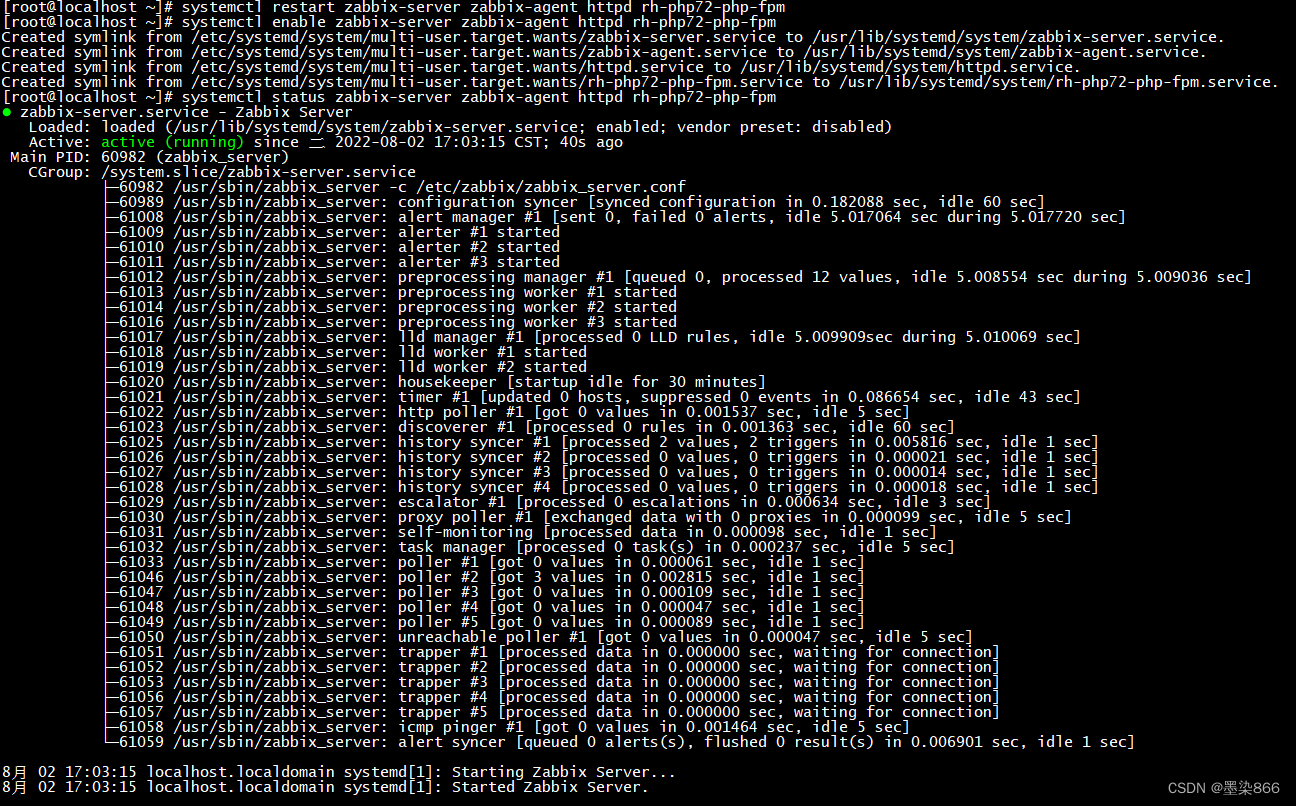 [root@localhost ~]# systemctl restart zabbix-server zabbix-agent httpd rh-php72-php-fpm
[root@localhost ~]# systemctl enable zabbix-server zabbix-agent httpd rh-php72-php-fpm
Created symlink from /etc/systemd/system/multi-user.target.wants/zabbix-server.service to /usr/lib/systemd/system/zabbix-server.service.
Created symlink from /etc/systemd/system/multi-user.target.wants/zabbix-agent.service to /usr/lib/systemd/system/zabbix-agent.service.
Created symlink from /etc/systemd/system/multi-user.target.wants/httpd.service to /usr/lib/systemd/system/httpd.service.
Created symlink from /etc/systemd/system/multi-user.target.wants/rh-php72-php-fpm.service to /usr/lib/systemd/system/rh-php72-php-fpm.service.
[root@localhost ~]# systemctl status zabbix-server zabbix-agent httpd rh-php72-php-fpm
● zabbix-server.service - Zabbix Server
Loaded: loaded (/usr/lib/systemd/system/zabbix-server.service; enabled; vendor preset: disabled)
Active: active (running) since 二 2022-08-02 17:03:15 CST; 40s ago
Main PID: 60982 (zabbix_server)
CGroup: /system.slice/zabbix-server.service
├─60982 /usr/sbin/zabbix_server -c /etc/zabbix/zabbix_server.conf
├─60989 /usr/sbin/zabbix_server: configuration syncer [synced configuration in 0.182088 sec, idle 60 sec]
├─61008 /usr/sbin/zabbix_server: alert manager #1 [sent 0, failed 0 alerts, idle 5.017064 sec during 5.017720 sec]
├─61009 /usr/sbin/zabbix_server: alerter #1 started
├─61010 /usr/sbin/zabbix_server: alerter #2 started
├─61011 /usr/sbin/zabbix_server: alerter #3 started
├─61012 /usr/sbin/zabbix_server: preprocessing manager #1 [queued 0, processed 12 values, idle 5.008554 sec during 5.009036 sec]
├─61013 /usr/sbin/zabbix_server: preprocessing worker #1 started
├─61014 /usr/sbin/zabbix_server: preprocessing worker #2 started
├─61016 /usr/sbin/zabbix_server: preprocessing worker #3 started
├─61017 /usr/sbin/zabbix_server: lld manager #1 [processed 0 LLD rules, idle 5.009909sec during 5.010069 sec]
├─61018 /usr/sbin/zabbix_server: lld worker #1 started
├─61019 /usr/sbin/zabbix_server: lld worker #2 started
├─61020 /usr/sbin/zabbix_server: housekeeper [startup idle for 30 minutes]
├─61021 /usr/sbin/zabbix_server: timer #1 [updated 0 hosts, suppressed 0 events in 0.086654 sec, idle 43 sec]
├─61022 /usr/sbin/zabbix_server: http poller #1 [got 0 values in 0.001537 sec, idle 5 sec]
├─61023 /usr/sbin/zabbix_server: discoverer #1 [processed 0 rules in 0.001363 sec, idle 60 sec]
├─61025 /usr/sbin/zabbix_server: history syncer #1 [processed 2 values, 2 triggers in 0.005816 sec, idle 1 sec]
├─61026 /usr/sbin/zabbix_server: history syncer #2 [processed 0 values, 0 triggers in 0.000021 sec, idle 1 sec]
├─61027 /usr/sbin/zabbix_server: history syncer #3 [processed 0 values, 0 triggers in 0.000014 sec, idle 1 sec]
├─61028 /usr/sbin/zabbix_server: history syncer #4 [processed 0 values, 0 triggers in 0.000018 sec, idle 1 sec]
├─61029 /usr/sbin/zabbix_server: escalator #1 [processed 0 escalations in 0.000634 sec, idle 3 sec]
├─61030 /usr/sbin/zabbix_server: proxy poller #1 [exchanged data with 0 proxies in 0.000099 sec, idle 5 sec]
├─61031 /usr/sbin/zabbix_server: self-monitoring [processed data in 0.000098 sec, idle 1 sec]
├─61032 /usr/sbin/zabbix_server: task manager [processed 0 task(s) in 0.000237 sec, idle 5 sec]
├─61033 /usr/sbin/zabbix_server: poller #1 [got 0 values in 0.000061 sec, idle 1 sec]
├─61046 /usr/sbin/zabbix_server: poller #2 [got 3 values in 0.002815 sec, idle 1 sec]
├─61047 /usr/sbin/zabbix_server: poller #3 [got 0 values in 0.000109 sec, idle 1 sec]
├─61048 /usr/sbin/zabbix_server: poller #4 [got 0 values in 0.000047 sec, idle 1 sec]
├─61049 /usr/sbin/zabbix_server: poller #5 [got 0 values in 0.000089 sec, idle 1 sec]
├─61050 /usr/sbin/zabbix_server: unreachable poller #1 [got 0 values in 0.000047 sec, idle 5 sec]
├─61051 /usr/sbin/zabbix_server: trapper #1 [processed data in 0.000000 sec, waiting for connection]
├─61052 /usr/sbin/zabbix_server: trapper #2 [processed data in 0.000000 sec, waiting for connection]
├─61053 /usr/sbin/zabbix_server: trapper #3 [processed data in 0.000000 sec, waiting for connection]
├─61056 /usr/sbin/zabbix_server: trapper #4 [processed data in 0.000000 sec, waiting for connection]
├─61057 /usr/sbin/zabbix_server: trapper #5 [processed data in 0.000000 sec, waiting for connection]
├─61058 /usr/sbin/zabbix_server: icmp pinger #1 [got 0 values in 0.001464 sec, idle 5 sec]
└─61059 /usr/sbin/zabbix_server: alert syncer [queued 0 alerts(s), flushed 0 result(s) in 0.006901 sec, idle 1 sec]
8月 02 17:03:15 localhost.localdomain systemd[1]: Starting Zabbix Server...
8月 02 17:03:15 localhost.localdomain systemd[1]: Started Zabbix Server.
CSDN @墨染866